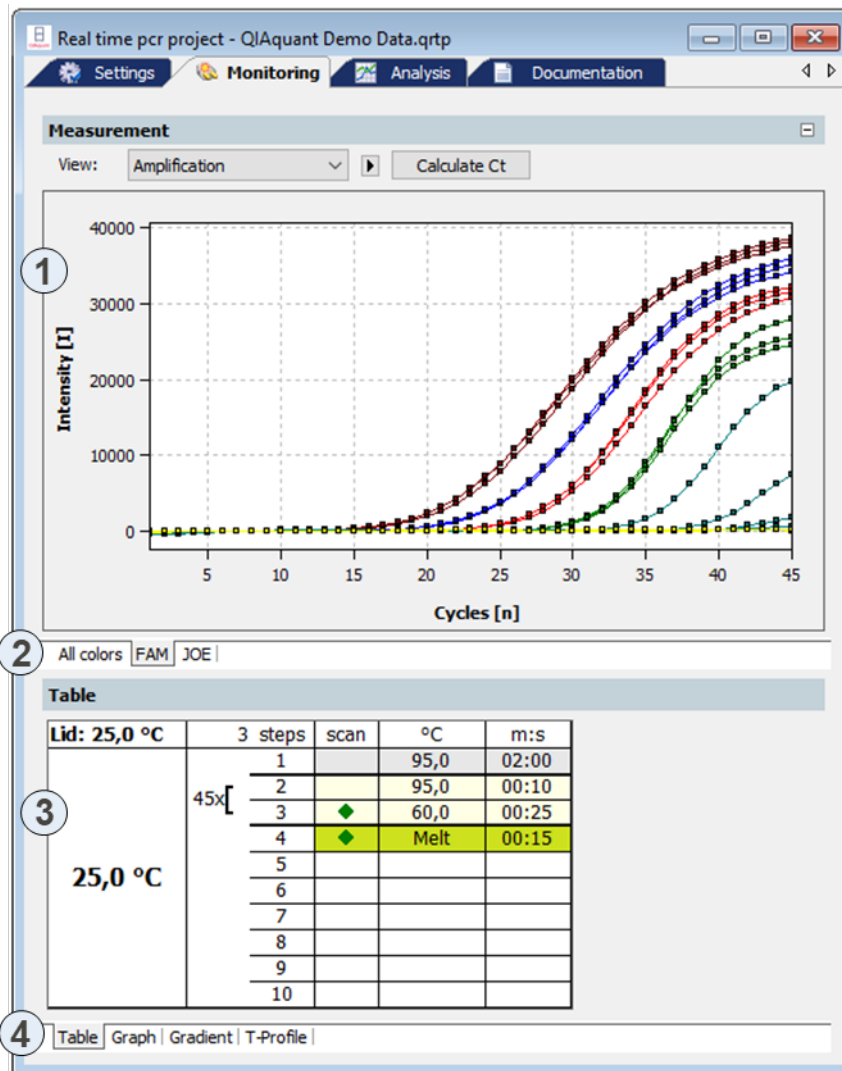 Real time pcr project - QIAquant Demo Data.qrtp
Settings Monitoring Analysis Documentation
Measurement
View: Amplification Calculate Ct
40000
30000
20000
10000
0
Intensity [I]
5 10 15 20 25 30 35 40 45
Cycles [n]
1
2
All colors FAM JOE
Table
Lid: 25,0 °C 3 steps scan °C m:s
1 95,0 02:00
45x[ 2 95,0 00:10
3 60,0 00:25
4 Melt 00:15
3
25,0 °C
5
6
7
8
9
10
4
Table Graph Gradient T-Profile